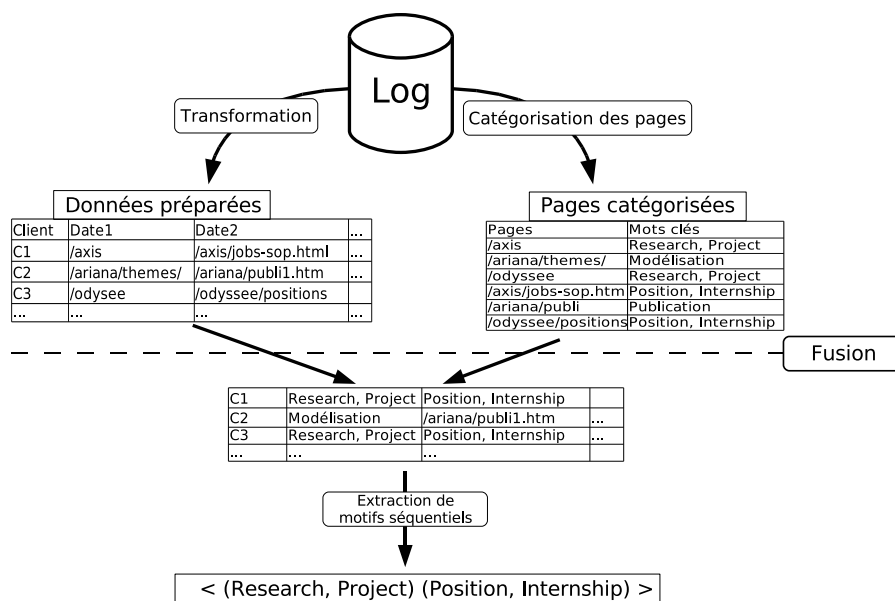 Log
Transformation
Catégorisation des pages
Données préparées
Client Date1 Date2 ...
C1 /axis /axis/jobs-sop.html ...
C2 /ariana/themes/ /ariana/publi1.htm ...
C3 /odysee /odyssee/positions
... ... ... ...
Pages catégorisées
Pages Mots clés
/axis Research, Project
/ariana/themes/ Modélisation
/odyssee Research, Project
/axis/jobs-sop.htm Position, Internship
/ariana/publi Publication
/odyssee/positions Position, Internship
Fusion
C1 Research, Project Position, Internship
C2 Modélisation /ariana/publi1.htm ...
C3 Research, Project Position, Internship ...
... ... ...
Extraction de
motifs séquentiels
< (Research, Project) (Position, Internship) >